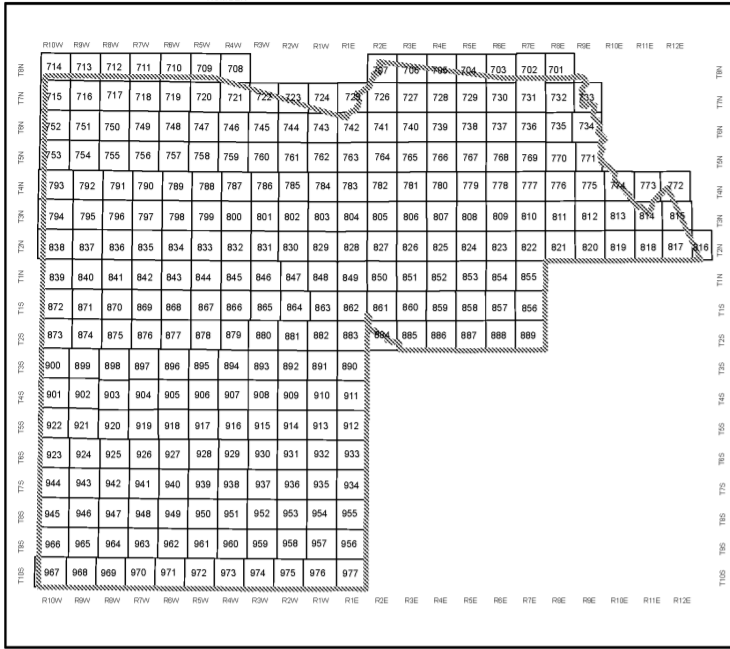 R10W R9W R8W R7W R6W R5W R4W R3W R2W R1W R1E R2E R3E R4E R5E R6E R7E R8E R9E R10E R11E R12E
T8N 714 713 712 711 710 709 708 707 706 705 704 703 702 701 T8N
T7N 715 716 717 718 719 720 721 722 723 724 725 726 727 728 729 730 731 732 733 T7N
T6N 752 751 750 749 748 747 746 745 744 743 742 741 740 739 738 737 736 735 734 T6N
T5N 753 754 755 756 757 758 759 760 761 762 763 764 765 766 767 768 769 770 771 T5N
T4N 793 792 791 790 789 788 787 786 785 784 783 782 781 780 779 778 777 776 775 774 773 772 T4N
T3N 794 795 796 797 798 799 800 801 802 803 804 805 806 807 808 809 810 811 812 813 814 815 T3N
T2N 838 837 836 835 834 833 832 831 830 829 828 827 826 825 824 823 822 821 820 819 818 817 816 T2N
T1N 839 840 841 842 843 844 845 846 847 848 849 850 851 852 853 854 855 T1N
T1S 872 871 870 869 868 867 866 865 864 863 862 861 860 859 858 857 856 T1S
T2S 873 874 875 876 877 878 879 880 881 882 883 884 885 886 887 888 889 T2S
T3S 900 899 898 897 896 895 894 893 892 891 890 T3S
T4S 901 902 903 904 905 906 907 908 909 910 911 T4S
T5S 922 921 920 919 918 917 916 915 914 913 912 T5S
T6S 923 924 925 926 927 928 929 930 931 932 933 T6S
T7S 944 943 942 941 940 939 938 937 936 935 934 T7S
T8S 945 946 947 948 949 950 951 952 953 954 955 T8S
T9S 966 965 964 963 962 961 960 959 958 957 956 T9S
T10S 967 968 969 970 971 972 973 974 975 976 977 T10S
R10W R9W R8W R7W R6W R5W R4W R3W R2W R1W R1E R2E R3E R4E R5E R6E R7E R8E R9E R10E R11E R12E